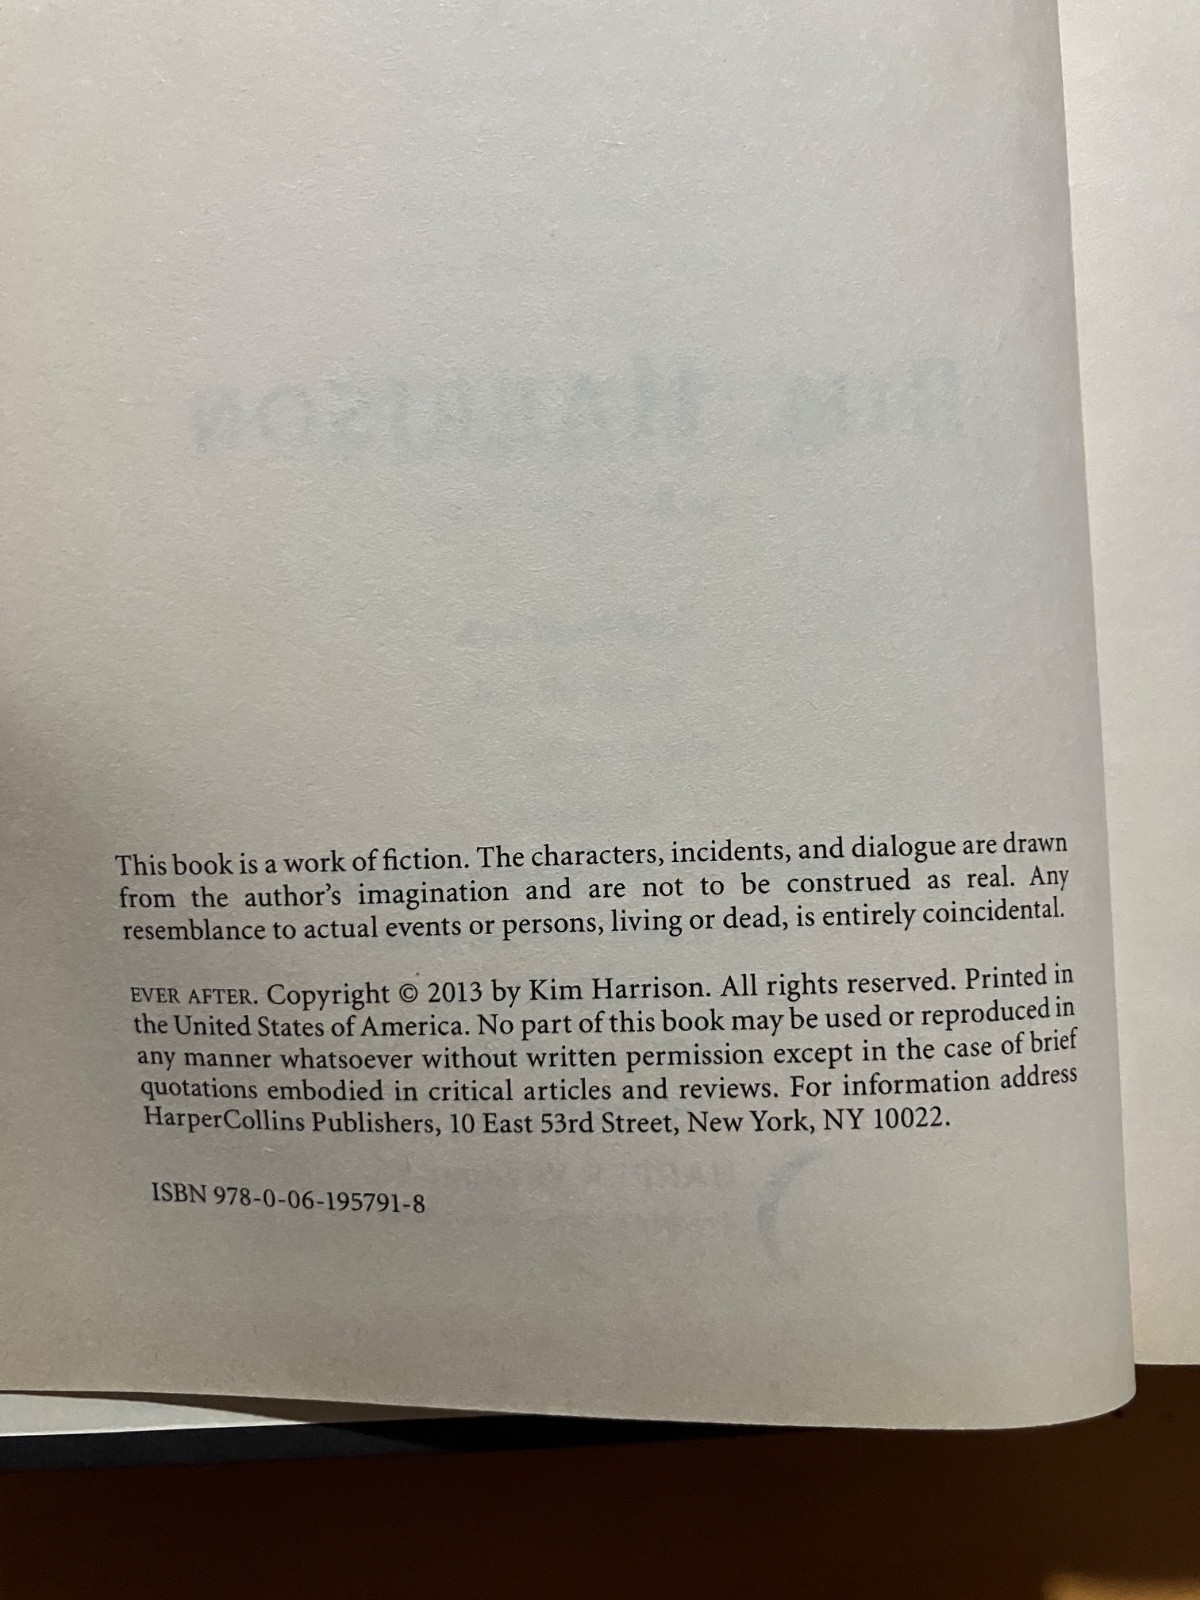 This book is a work of fiction. The characters, incidents, and dialogue are drawn
from the author's imagination and are not to be construed as real. Any
resemblance to actual events or persons, living or dead, is entirely coincidental.
EVER AFTER. Copyright © 2013 by Kim Harrison. All rights reserved. Printed in
the United States of America. No part of this book may be used or reproduced in
any manner whatsoever without written permission except in the case of brief
quotations embodied in critical articles and reviews. For information address
HarperCollins Publishers, 10 East 53rd Street, New York, NY 10022.
ISBN 978-0-06-195791-8